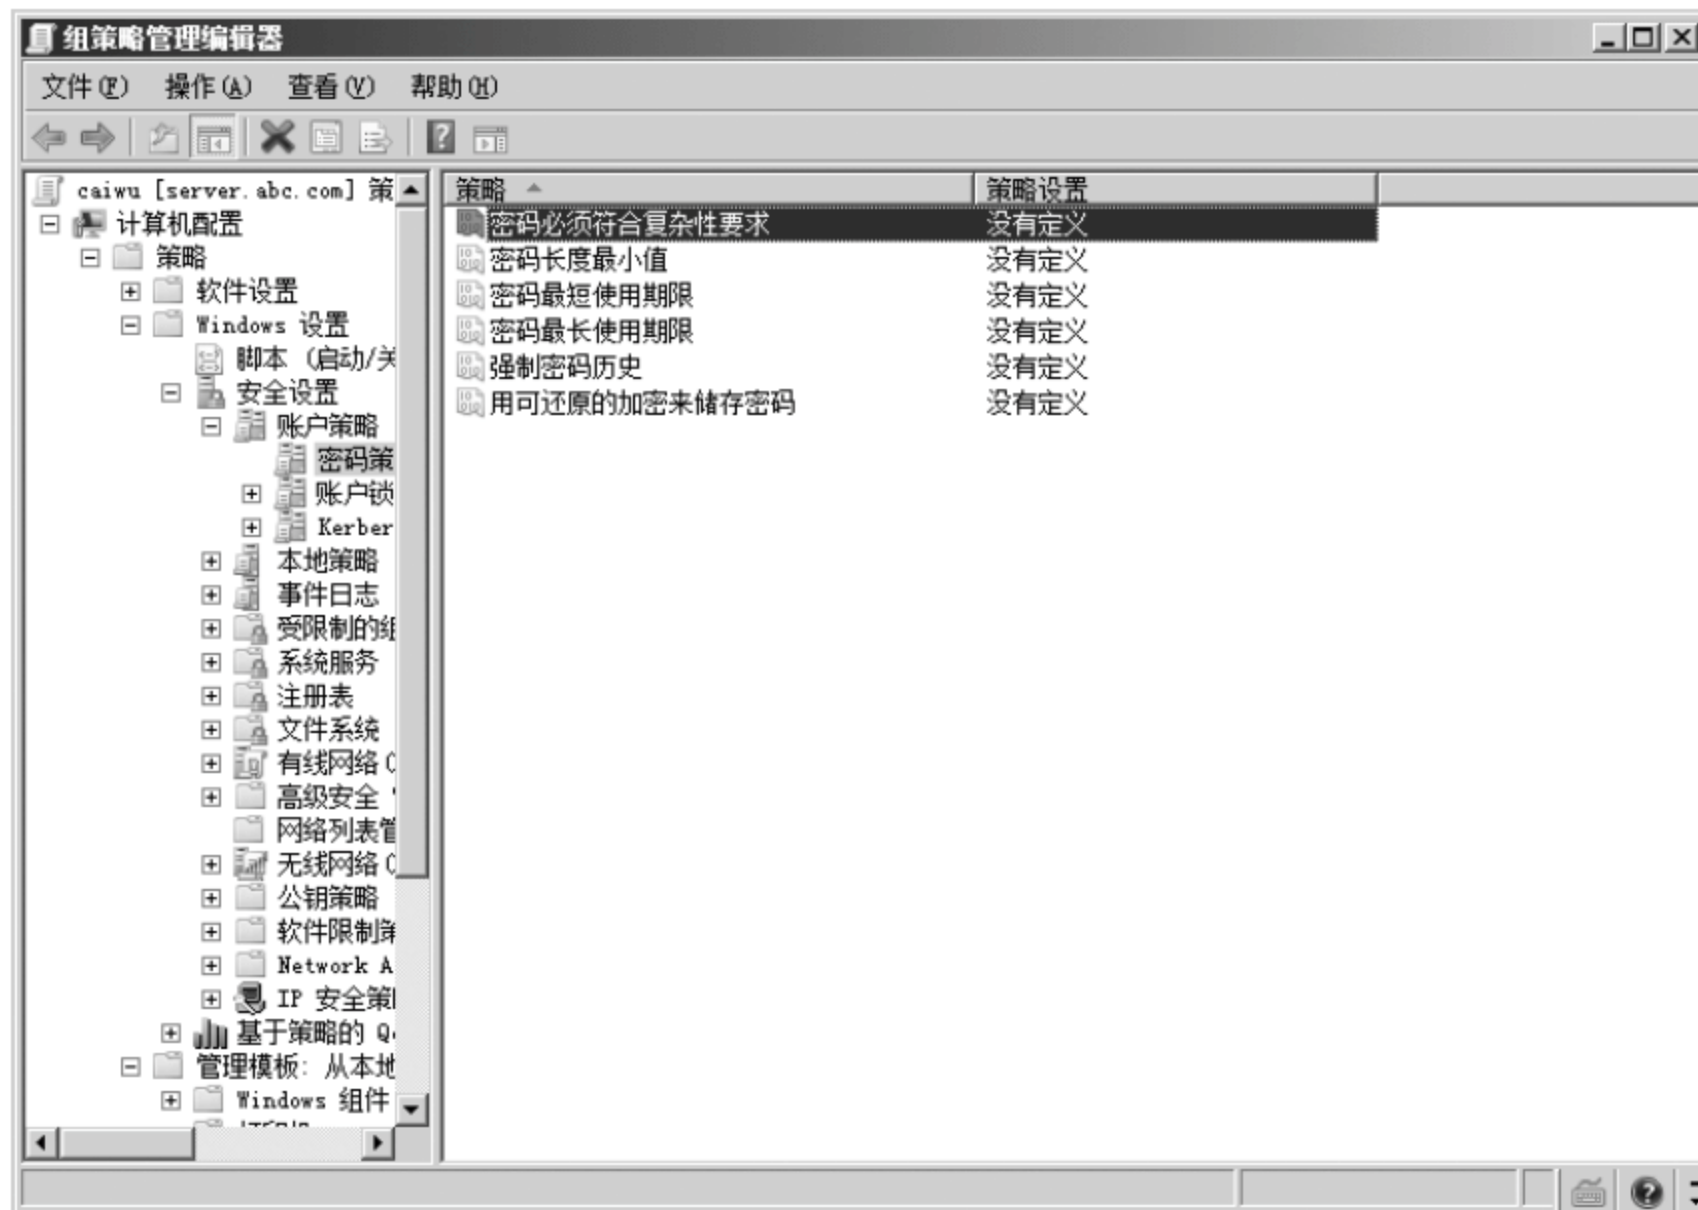 组策略管理编辑器
文件(F) 操作(A) 查看(V) 帮助(H)
caiwu [server.abc.com] 策
计算机配置
策略
软件设置
Windows 设置
脚本 (启动/关
安全设置
账户策略
密码策
账户锁
Kerber
本地策略
事件日志
受限制的组
系统服务
注册表
文件系统
有线网络 (
高级安全 "
网络列表管
无线网络 (
公钥策略
软件限制策
Network A
IP 安全策略
基于策略的 Q
管理模板: 从本地
Windows 组件
策略 策略设置
密码必须符合复杂性要求 没有定义
密码长度最小值 没有定义
密码最短使用期限 没有定义
密码最长使用期限 没有定义
强制密码历史 没有定义
用可还原的加密来储存密码 没有定义